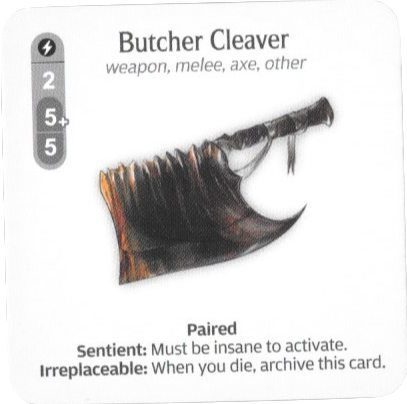 Butcher Cleaver
weapon, melee, axe, other
2
5+
5
Paired
Sentient: Must be insane to activate.
Irreplaceable: When you die, archive this card.